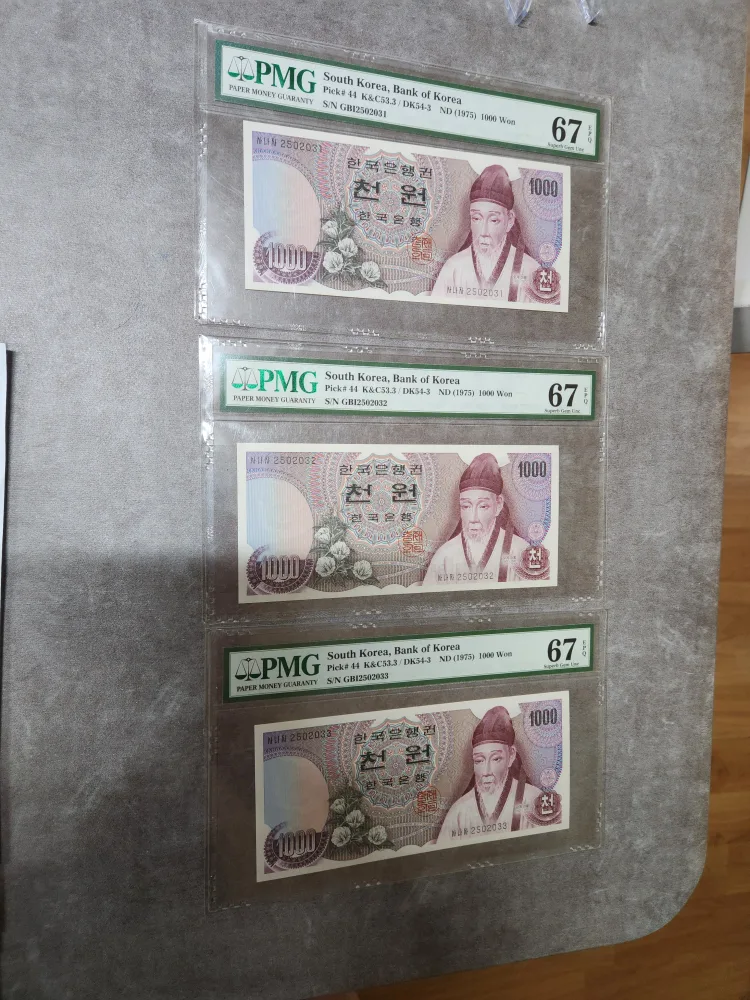 PMG
PAPER MONEY GUARANTY
South Korea, Bank of Korea
Pick# 44 K&C53.3 / DK54-3 ND (1975) 1000 Won
S/N GBI2502031
67 EPQ
Superb Gem Unc
2502031
한국은행권
천 원
한국은행
1000
1000
천
2502031
PMG
PAPER MONEY GUARANTY
South Korea, Bank of Korea
Pick# 44 K&C53.3 / DK54-3 ND (1975) 1000 Won
S/N GBI2502032
67 EPQ
Superb Gem Unc
2502032
한국은행권
천 원
한국은행
1000
1000
천
2502032
PMG
PAPER MONEY GUARANTY
South Korea, Bank of Korea
Pick# 44 K&C53.3 / DK54-3 ND (1975) 1000 Won
S/N GBI2502033
67 EPQ
Superb Gem Unc
2502033
한국은행권
천 원
한국은행
1000
1000
천
2502033